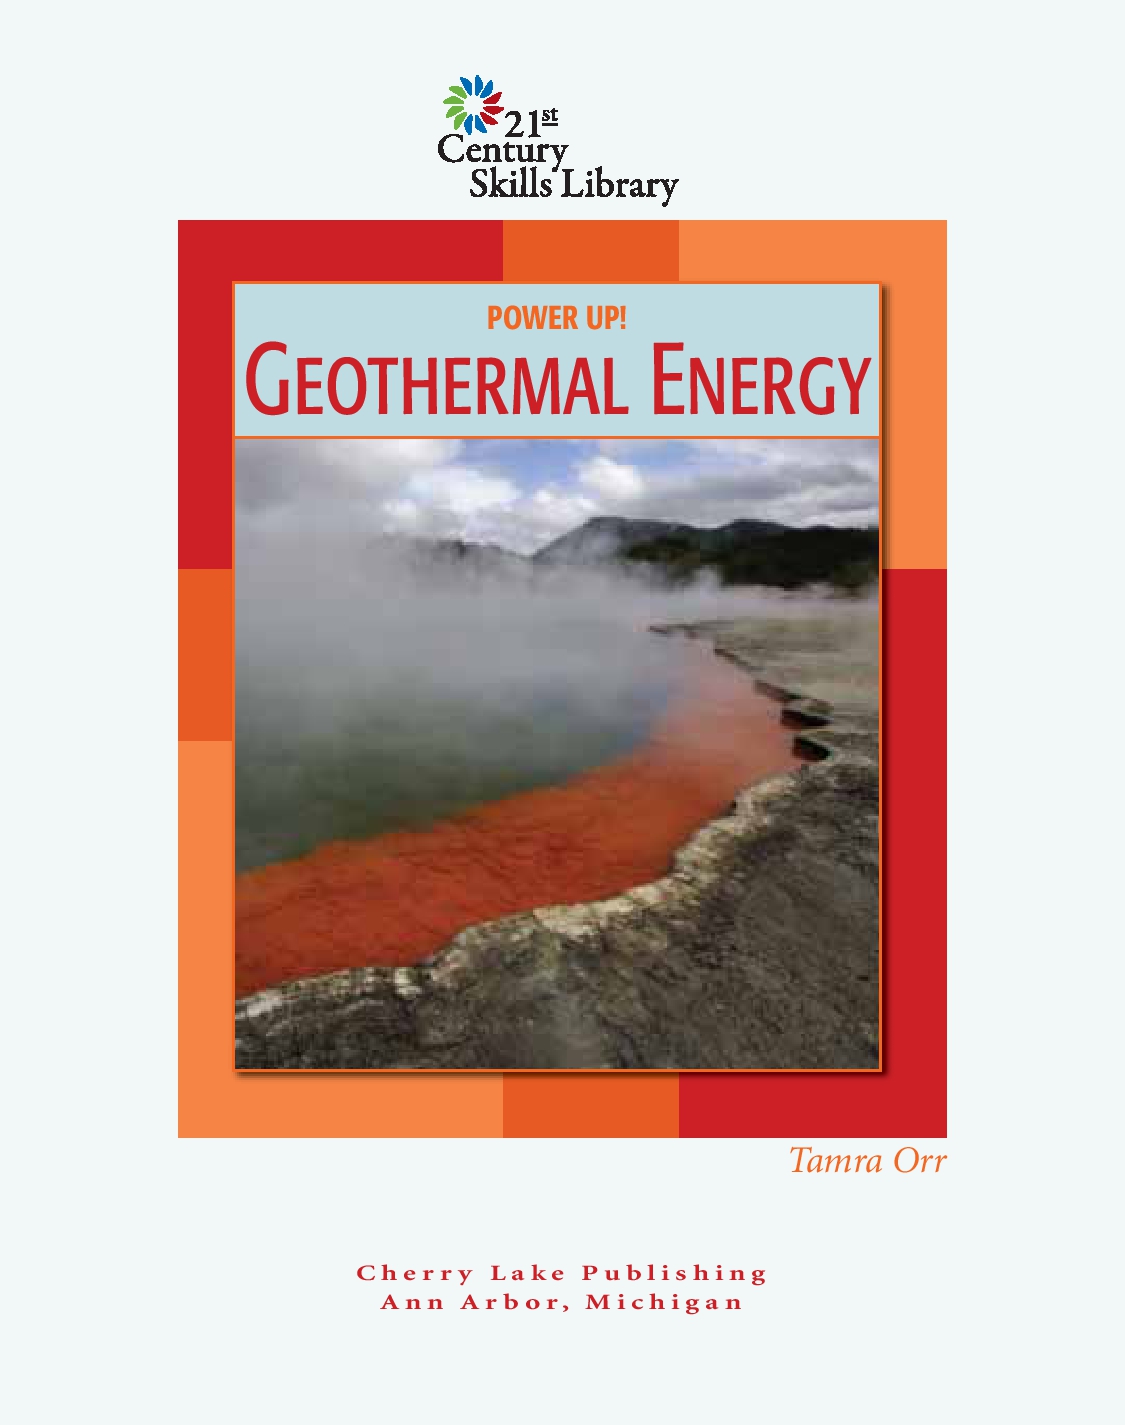 21st
Century
Skills Library
POWER UP!
GEOTHERMAL ENERGY
Tamra Orr
Cherry Lake Publishing
Ann Arbor, Michigan